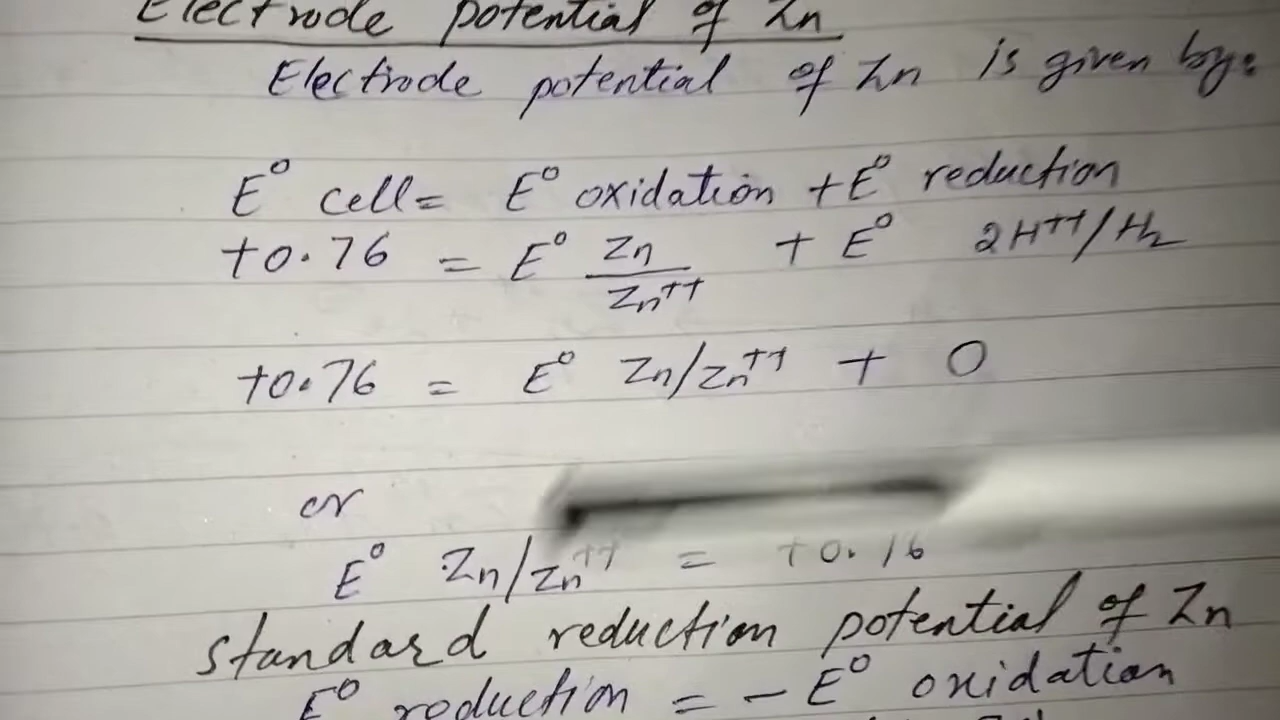 Electrode potential of Zn
Electrode potential of Zn is given by:
E° cell = E° oxidation + E° reduction
+0.76 = E° Zn/Zn++ + E° 2H++/H2
+0.76 = E° Zn/Zn++ + 0
or
E° Zn/Zn++ = +0.76
standard reduction potential of Zn
E° reduction = - E° oxidation